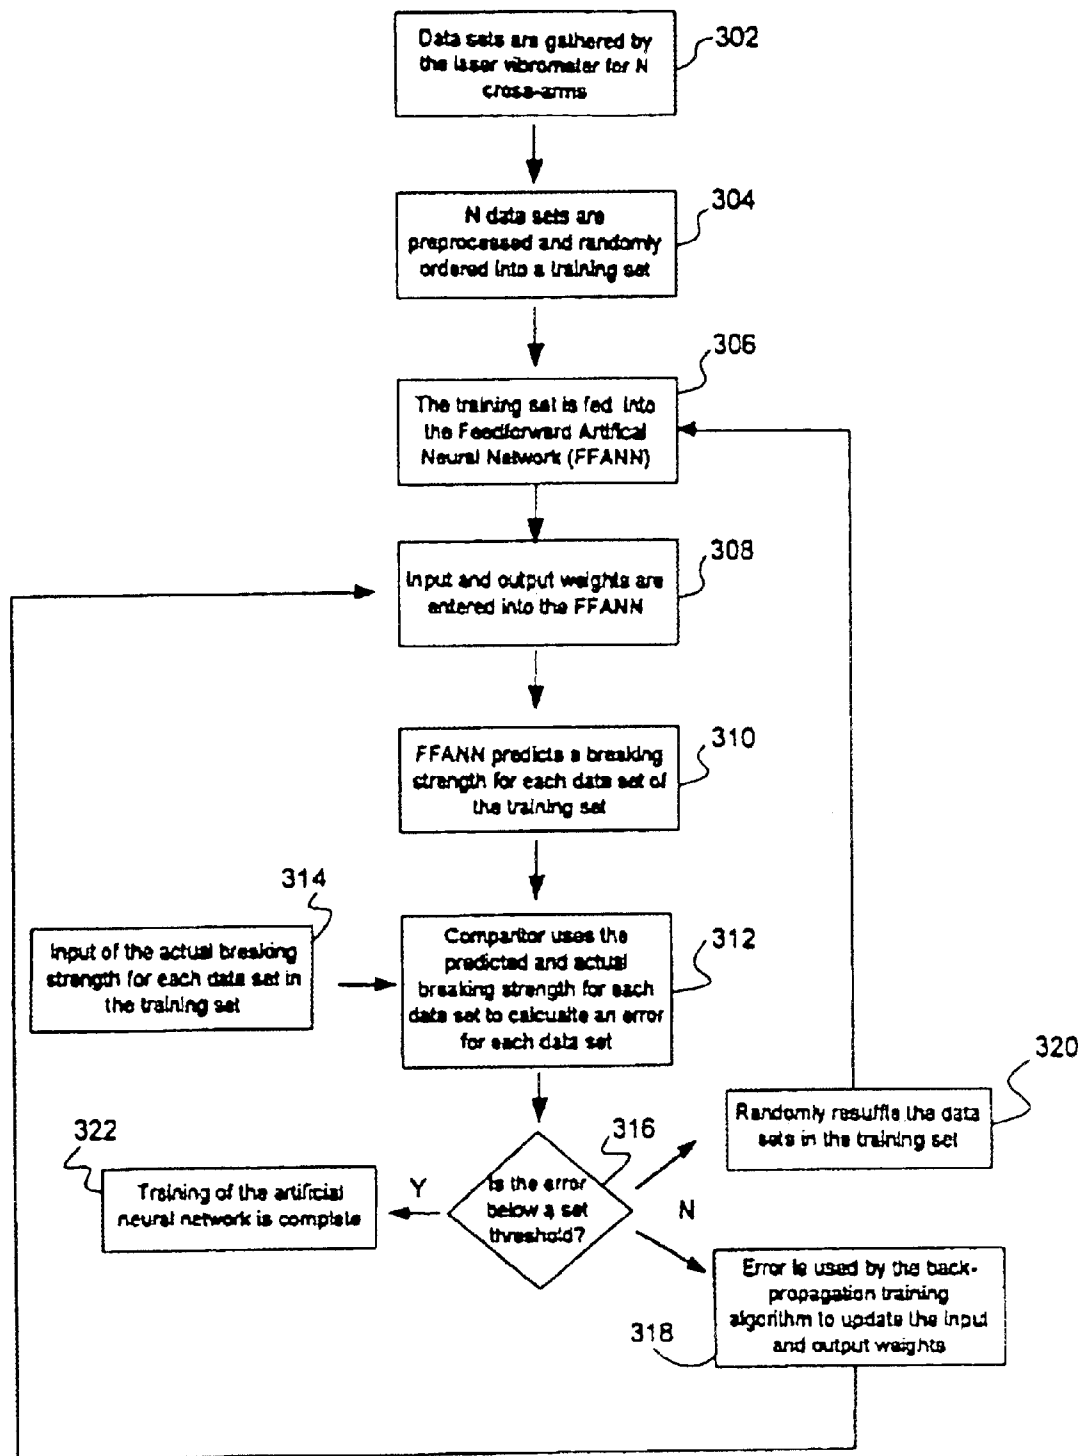 Data sets are gathered by
the laser vibrometer for N
cross-arms
302
N data sets are
preprocessed and randomly
ordered into a training set
304
The training set is fed into
the Feedforward Artifical
Neural Network (FFANN)
306
Input and output weights are
entered into the FFANN
308
FFANN predicts a breaking
strength for each data set of
the training set
310
Input of the actual breaking
strength for each data set in
the training set
314
Comparitor uses the
predicted and actual
breaking strength for each
data set to calcualte an error
for each data set
312
Is the error
below a set
threshold?
316
Y
N
Training of the artificial
neural network is complete
322
Randomly resuffle the data
sets in the training set
320
Error is used by the back-
propagation training
algorithm to update the input
and output weights
318